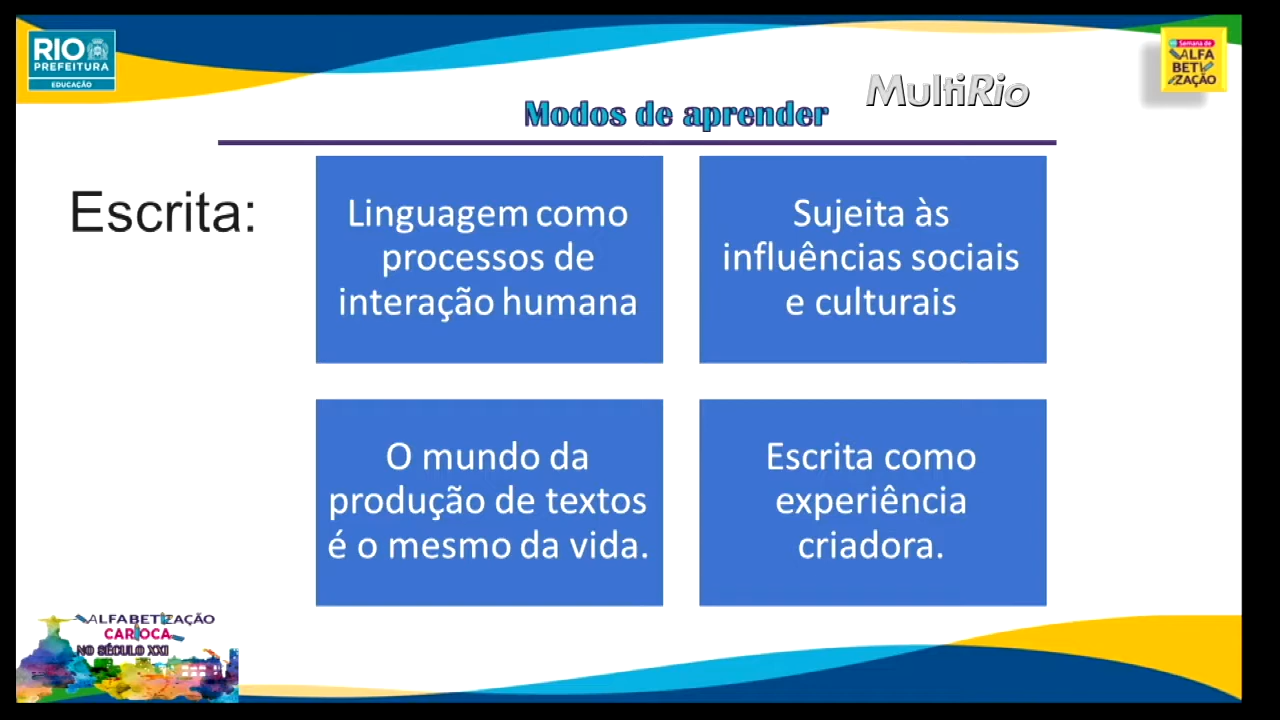 RIO
PREFEITURA
EDUCAÇÃO
Semana de
ALFA
BETI
ZAÇÃO
MultiRio
Modos de aprender
Escrita:
Linguagem como
processos de
interação humana
Sujeita às
influências sociais
e culturais
O mundo da
produção de textos
é o mesmo da vida.
Escrita como
experiência
criadora.
ALFABETIZAÇÃO
CARIOCA
NO SÉCULO XXI